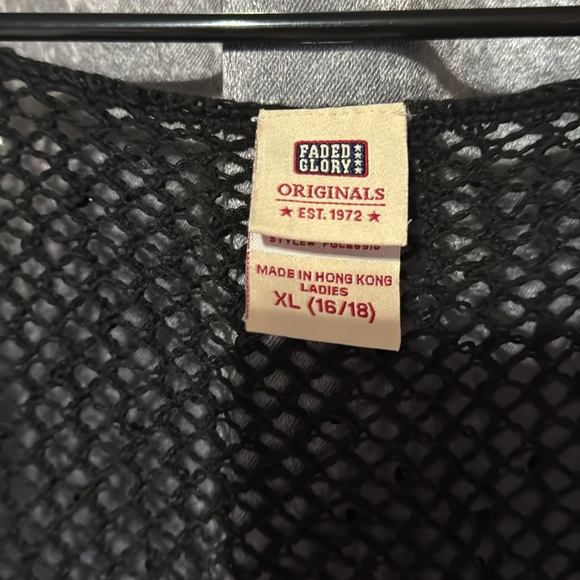 FADED
GLORY
ORIGINALS
★ EST. 1972 ★
MADE IN HONG KONG
LADIES
XL (16/18)